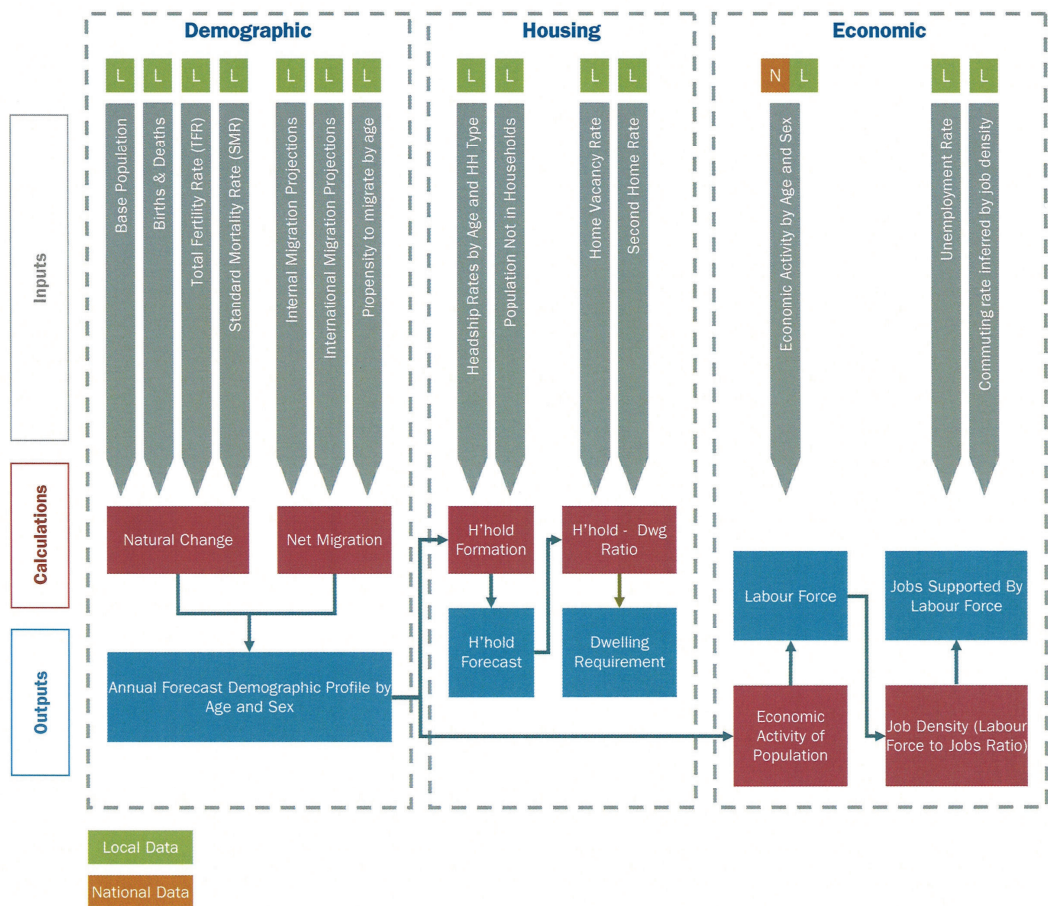 Demographic
Housing
Economic
L
L
L
L
L
L
L
L
L
L
L
N
L
L
L
Inputs
Base Population
Births & Deaths
Total Fertility Rate (TFR)
Standard Mortality Rate (SMR)
Internal Migration Projections
International Migration Projections
Propensity to migrate by age
Headship Rates by Age and HH Type
Population Not in Households
Home Vacancy Rate
Second Home Rate
Economic Activity by Age and Sex
Unemployment Rate
Commuting rate inferred by job density
Calculations
Natural Change
Net Migration
H'hold
Formation
H'hold - Dwg
Ratio
Labour Force
Jobs Supported By
Labour Force
Outputs
Annual Forecast Demographic Profile by
Age and Sex
H'hold
Forecast
Dwelling
Requirement
Economic
Activity of
Population
Job Density (Labour
Force to Jobs Ratio)
Local Data
National Data